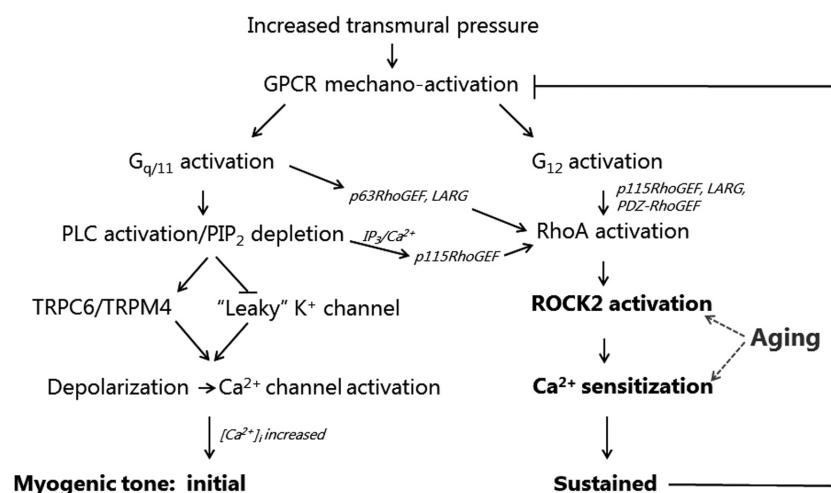 Increased transmural pressure
GPCR mechano-activation
Gq/11 activation
G12 activation
p63RhoGEF, LARG
p115RhoGEF, LARG,
PDZ-RhoGEF
PLC activation/PIP2 depletion
IP3/Ca2+
p115RhoGEF
RhoA activation
TRPC6/TRPM4
“Leaky” K+ channel
ROCK2 activation
Aging
Depolarization
Ca2+ channel activation
Ca2+ sensitization
[Ca2+]i increased
Myogenic tone: initial
Sustained